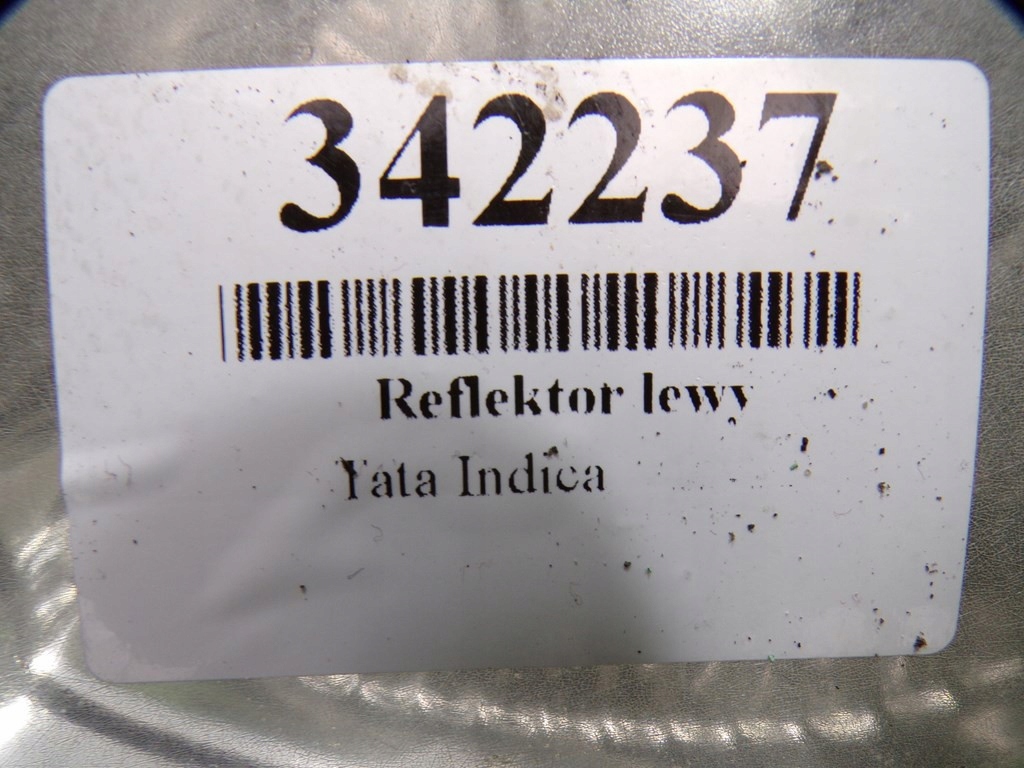 342237
Reflektor lewy
Tata Indica